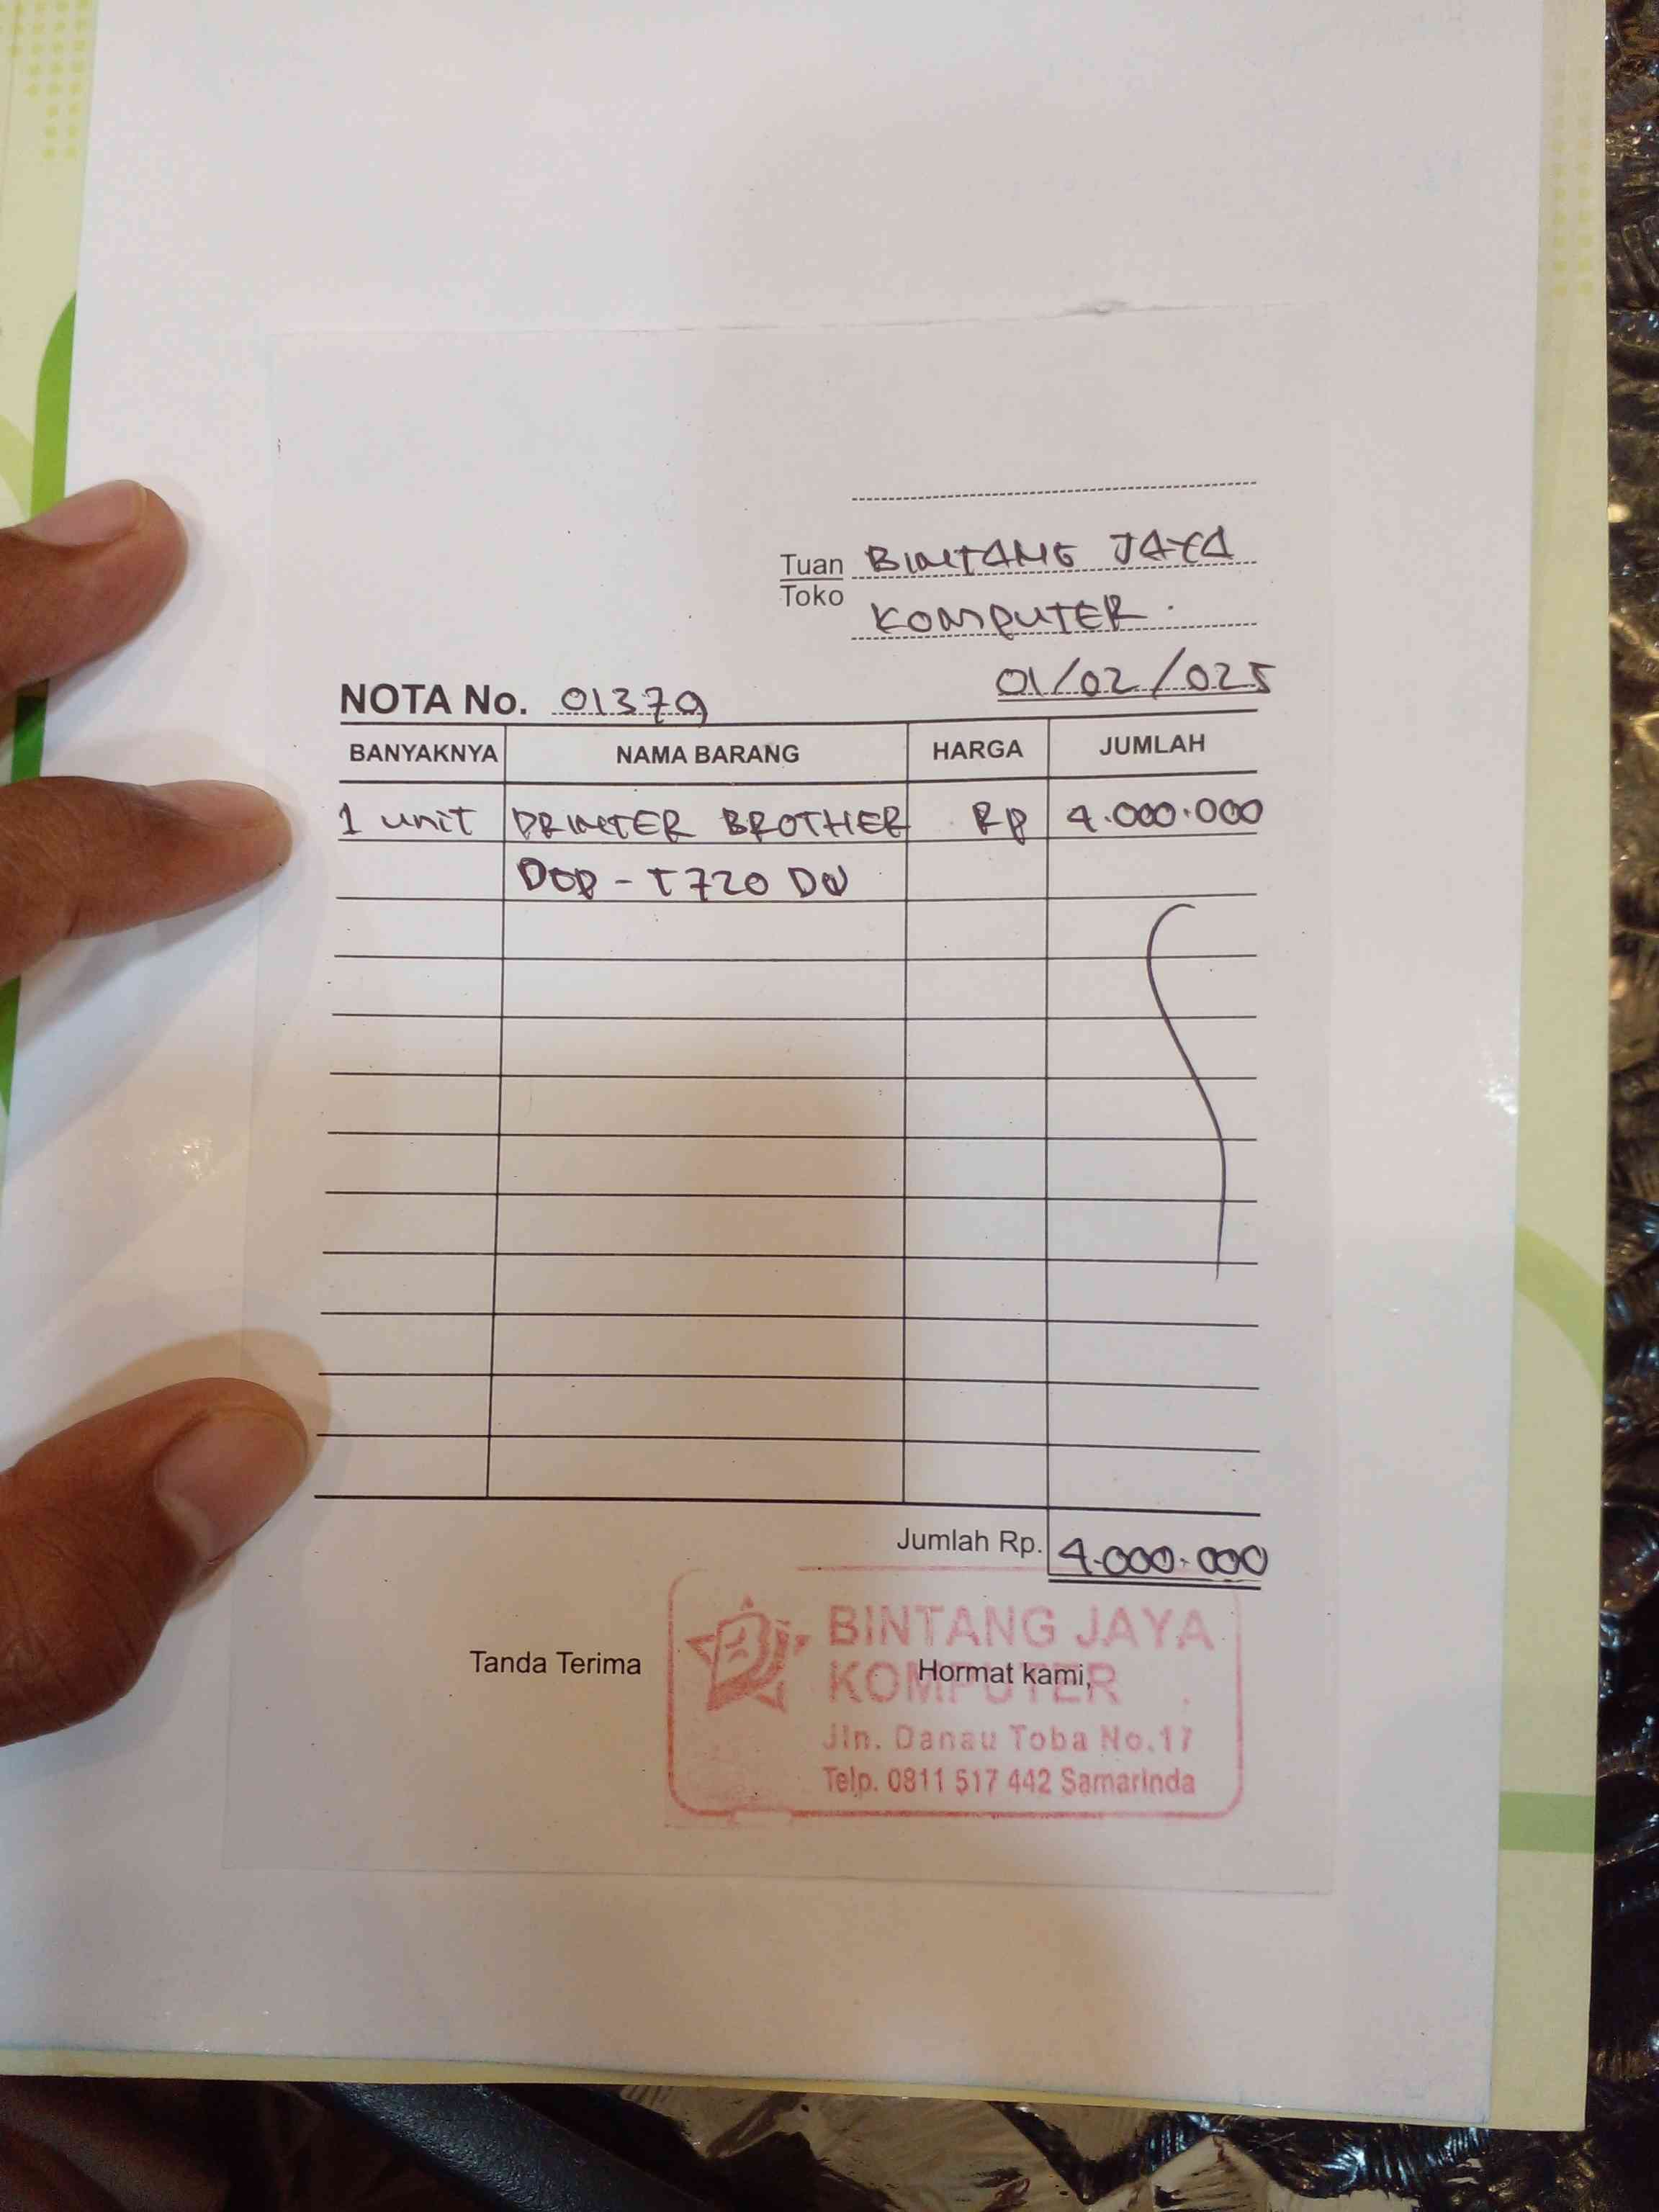 Tuan BINTANG JAYA
Toko KOMPUTER.
01/02/025
NOTA No. 01379
BANYAKNYA NAMA BARANG HARGA JUMLAH
1 unit PRINTER BROTHER RP 4.000.000
DCP - T720 DW
Jumlah Rp. 4.000.000
Tanda Terima Hormat kami,
BINTANG JAYA
KOMPUTER
Jln. Danau Toba No.17
Telp. 0811 517 442 Samarinda